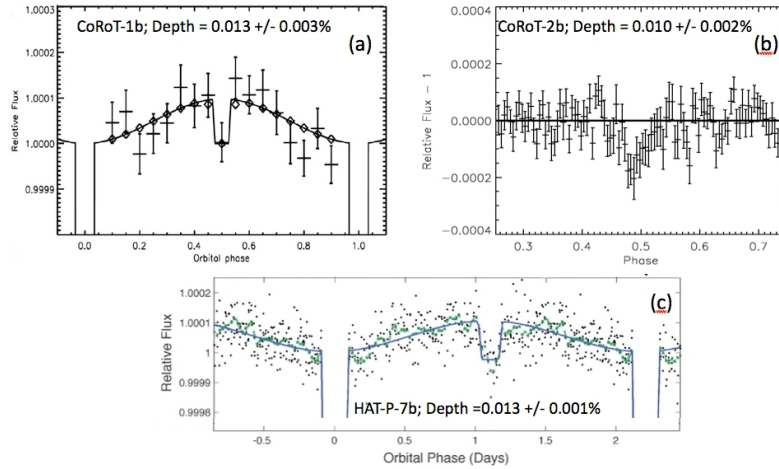 CoRoT-1b; Depth = 0.013 +/- 0.003%
(a)
Relative Flux
1.0003
1.0002
1.0001
1.0000
0.9999
0.0 0.2 0.4 0.6 0.8 1.0
Orbital phase
CoRoT-2b; Depth = 0.010 +/- 0.002%
(b)
Relative Flux − 1
0.0004
0.0002
0.0000
−0.0002
−0.0004
0.3 0.4 0.5 0.6 0.7
Phase
(c)
Relative Flux
1.0002
1.0001
1
0.9999
0.9998
HAT-P-7b; Depth =0.013 +/- 0.001%
-0.5 0 0.5 1 1.5 2
Orbital Phase (Days)